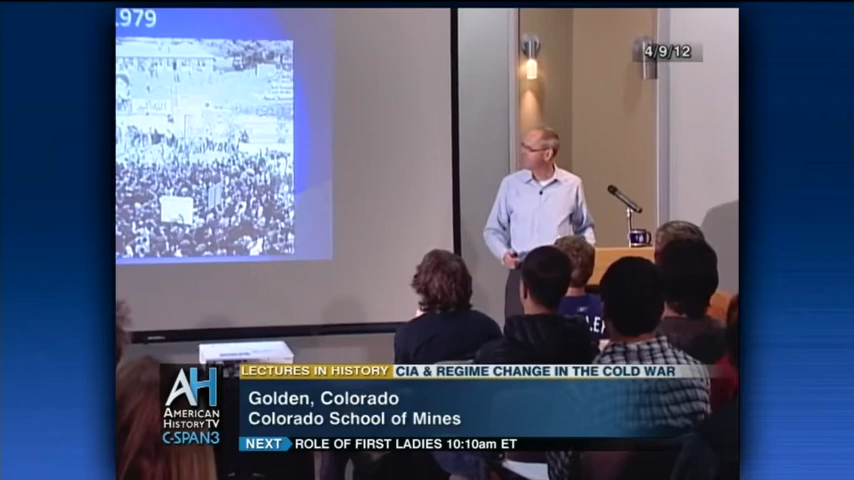 .979
4/9/12
LECTURES IN HISTORY CIA & REGIME CHANGE IN THE COLD WAR
Golden, Colorado
Colorado School of Mines
AH
AMERICAN
HISTORY TV
C-SPAN3
NEXT ROLE OF FIRST LADIES 10:10am ET